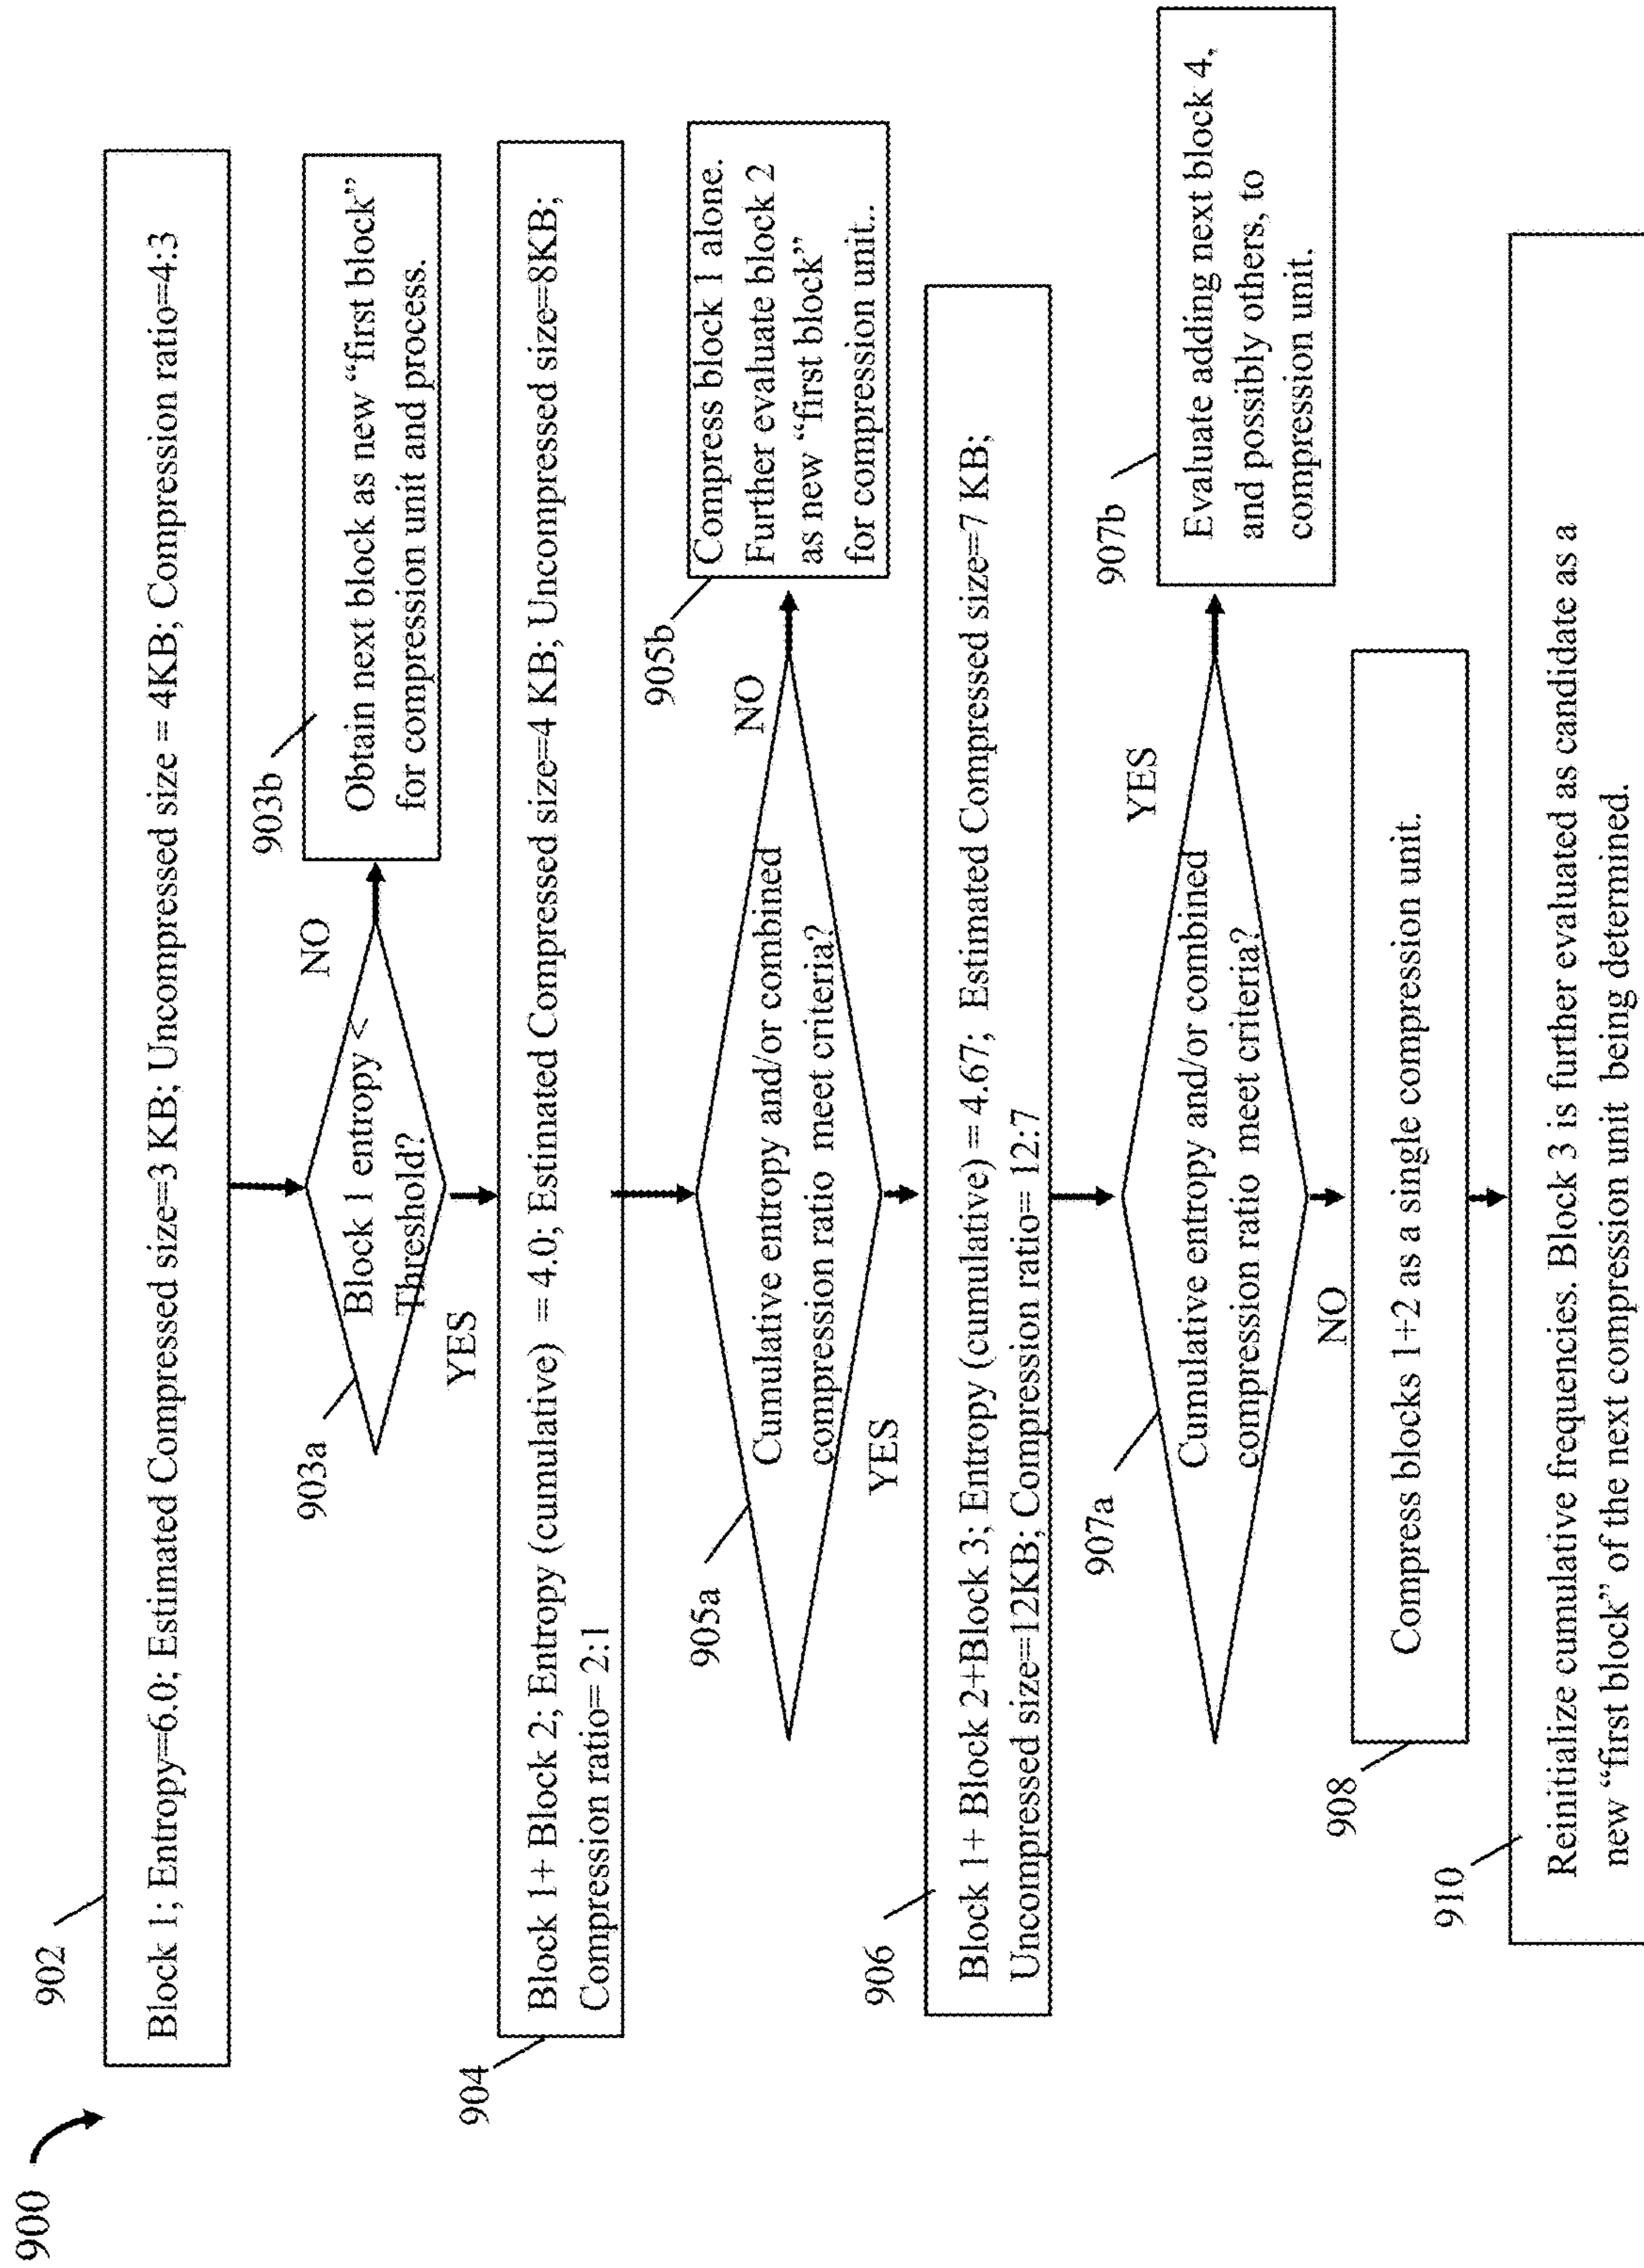 900
902
Block 1; Entropy=6.0; Estimated Compressed size=3 KB; Uncompressed size = 4KB; Compression ratio=4:3
903a
Block 1 entropy <
Threshold?
NO
903b
Obtain next block as new “first block”
for compression unit and process.
YES
904
Block 1+ Block 2; Entropy (cumulative) = 4.0; Estimated Compressed size=4 KB; Uncompressed size=8KB;
Compression ratio= 2:1
905a
Cumulative entropy and/or combined
compression ratio meet criteria?
NO
905b
Compress block 1 alone.
Further evaluate block 2
as new “first block”
for compression unit..
YES
906
Block 1+ Block 2+Block 3; Entropy (cumulative) = 4.67; Estimated Compressed size=7 KB;
Uncompressed size=12KB; Compression ratio= 12:7
907a
Cumulative entropy and/or combined
compression ratio meet criteria?
YES
907b
Evaluate adding next block 4,
and possibly others, to
compression unit.
NO
908
Compress blocks 1+2 as a single compression unit.
910
Reinitialize cumulative frequencies. Block 3 is further evaluated as candidate as a
new “first block” of the next compression unit being determined.